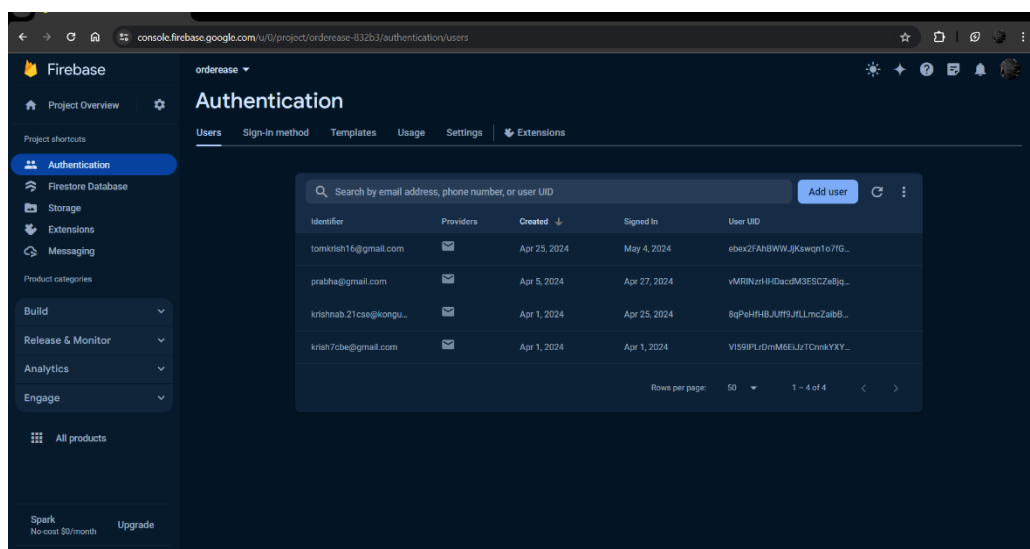 console.firebase.google.com/u/0/project/orderease-832b3/authentication/users
Firebase
orderease
Project Overview
Authentication
Project shortcuts
Users Sign-in method Templates Usage Settings Extensions
Authentication
Firestore Database
Storage
Extensions
Messaging
Product categories
Build
Release & Monitor
Analytics
Engage
All products
Spark
No-cost $0/month
Upgrade
Search by email address, phone number, or user UID Add user
Identifier Providers Created Signed In User UID
tomkrish16@gmail.com Apr 25, 2024 May 4, 2024
prabha@gmail.com Apr 5, 2024 Apr 27, 2024
krishnab.21cse@kongu... Apr 1, 2024 Apr 25, 2024
krish7cbe@gmail.com Apr 1, 2024 Apr 1, 2024
Rows per page: 50 1 – 4 of 4